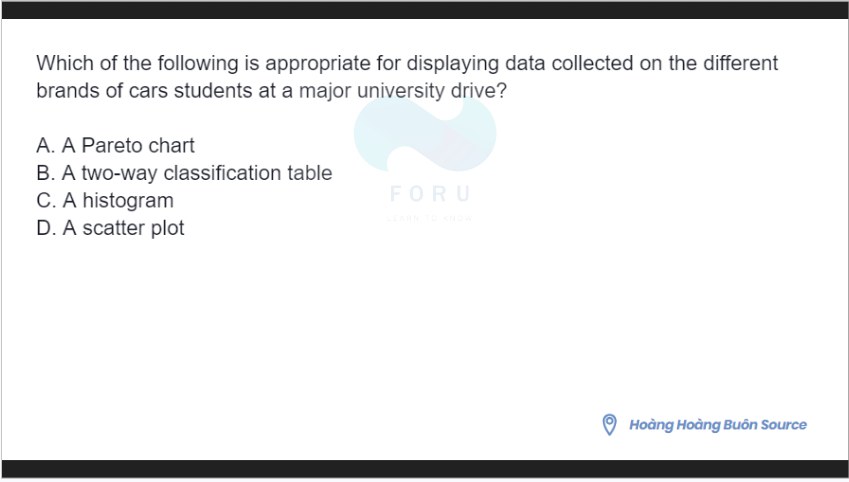 Which of the following is appropriate for displaying data collected on the different
brands of cars students at a major university drive?
A. A Pareto chart
B. A two-way classification table
C. A histogram
D. A scatter plot
FORU
Hoàng Hoàng Buôn Source